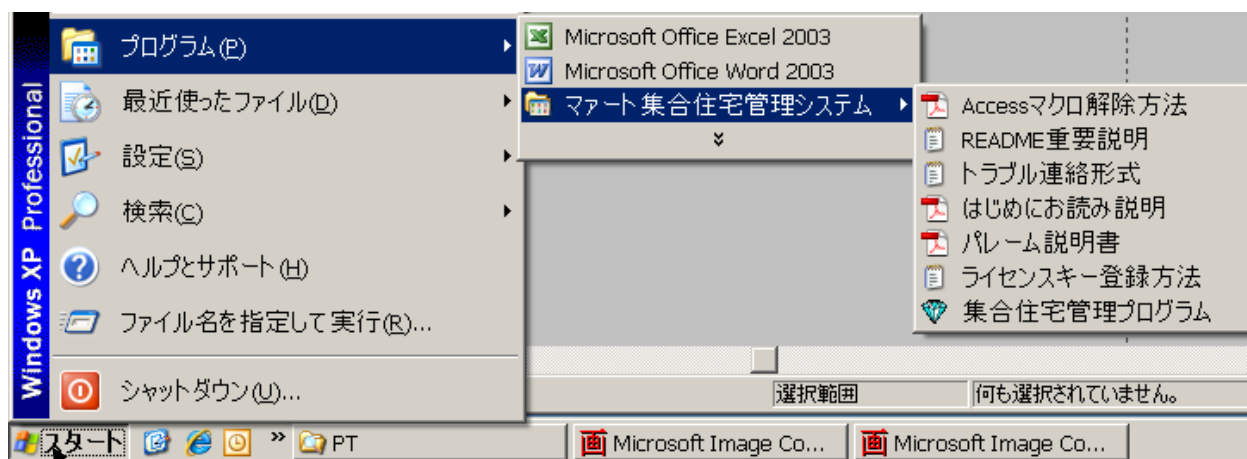 Windows XP Professional
プログラム(P)
最近使ったファイル(D)
設定(S)
検索(C)
ヘルプとサポート(H)
ファイル名を指定して実行(R)...
シャットダウン(U)...
Microsoft Office Excel 2003
Microsoft Office Word 2003
マァート集合住宅管理システム
Accessマクロ解除方法
README重要説明
トラブル連絡形式
はじめにお読み説明
パレーム説明書
ライセンスキー登録方法
集合住宅管理プログラム
選択範囲
何も選択されていません。
スタート
PT
画 Microsoft Image Co...
画 Microsoft Image Co...